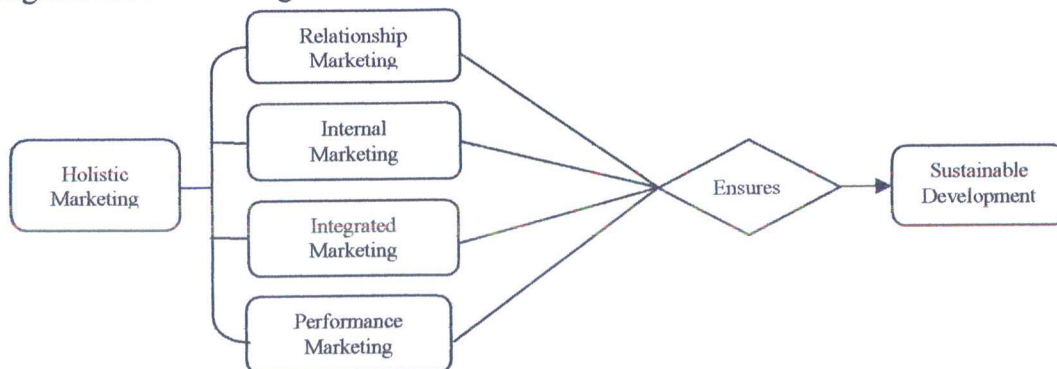 Relationship
Marketing
Internal
Marketing
Holistic
Marketing
Integrated
Marketing
Performance
Marketing
Ensures
Sustainable
Development